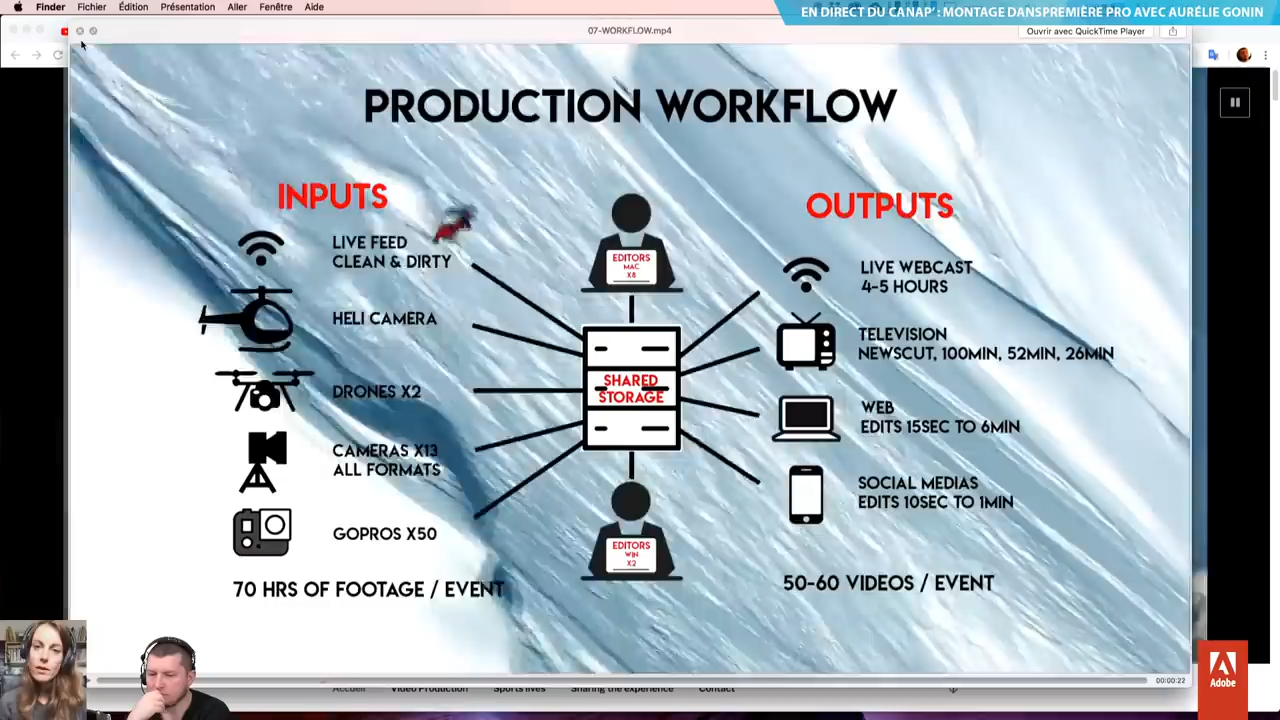 Finder Fichier Édition Présentation Aller Fenêtre Aide
EN DIRECT DU CANAP' : MONTAGE DANSPREMIÈRE PRO AVEC AURÉLIE GONIN
07-WORKFLOW.mp4
Ouvrir avec QuickTime Player
PRODUCTION WORKFLOW
INPUTS
LIVE FEED
CLEAN & DIRTY
HELI CAMERA
DRONES X2
CAMERAS X13
ALL FORMATS
GOPROS X50
70 HRS OF FOOTAGE / EVENT
EDITORS
MAC
X8
SHARED
STORAGE
EDITORS
WIN
X2
OUTPUTS
LIVE WEBCAST
4-5 HOURS
TELEVISION
NEWSCUT, 100MIN, 52MIN, 26MIN
WEB
EDITS 15SEC TO 6MIN
SOCIAL MEDIAS
EDITS 10SEC TO 1MIN
50-60 VIDEOS / EVENT
00:00:22
Accueil Video Production Sports lives Sharing the experience Contact
Adobe